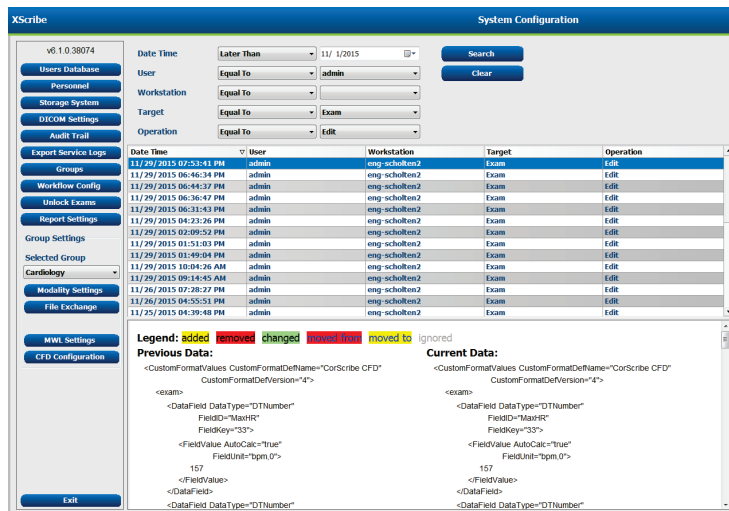 XScribe System Configuration
v6.1.0.38074
Users Database
Personnel
Storage System
DICOM Settings
Audit Trail
Export Service Logs
Groups
Workflow Config
Unlock Exams
Report Settings
Group Settings
Selected Group
Cardiology
Modality Settings
File Exchange
MWL Settings
CFD Configuration
Exit
Date Time Later Than 11/ 1/2015 Search
User Equal To admin Clear
Workstation Equal To
Target Equal To Exam
Operation Equal To Edit
Date Time User Workstation Target Operation
11/29/2015 07:53:41 PM admin eng-scholten2 Exam Edit
11/29/2015 06:46:34 PM admin eng-scholten2 Exam Edit
11/29/2015 06:44:37 PM admin eng-scholten2 Exam Edit
11/29/2015 06:36:47 PM admin eng-scholten2 Exam Edit
11/29/2015 06:31:43 PM admin eng-scholten2 Exam Edit
11/29/2015 04:23:26 PM admin eng-scholten2 Exam Edit
11/29/2015 02:09:52 PM admin eng-scholten2 Exam Edit
11/29/2015 01:51:03 PM admin eng-scholten2 Exam Edit
11/29/2015 01:49:04 PM admin eng-scholten2 Exam Edit
11/29/2015 10:04:26 AM admin eng-scholten2 Exam Edit
11/29/2015 09:14:45 AM admin eng-scholten2 Exam Edit
11/26/2015 07:28:27 PM admin eng-scholten2 Exam Edit
11/26/2015 04:55:51 PM admin eng-scholten2 Exam Edit
11/25/2015 04:39:48 PM admin eng-scholten2 Exam Edit
Legend: added removed changed moved from moved to ignored
Previous Data: Current Data:
<CustomFormatValues CustomFormatDefName="CorScribe CFD" <CustomFormatValues CustomFormatDefName="CorScribe CFD"
CustomFormatDefVersion="4"> CustomFormatDefVersion="4">
<exam> <exam>
<DataField DataType="DTNumber" <DataField DataType="DTNumber"
FieldID="MaxHR" FieldID="MaxHR"
FieldKey="33"> FieldKey="33">
<FieldValue AutoCalc="true" <FieldValue AutoCalc="true"
FieldUnit="bpm,0"> FieldUnit="bpm,0">
157 157
</FieldValue> </FieldValue>
</DataField> </DataField>
<DataField DataType="DTNumber" <DataField DataType="DTNumber"